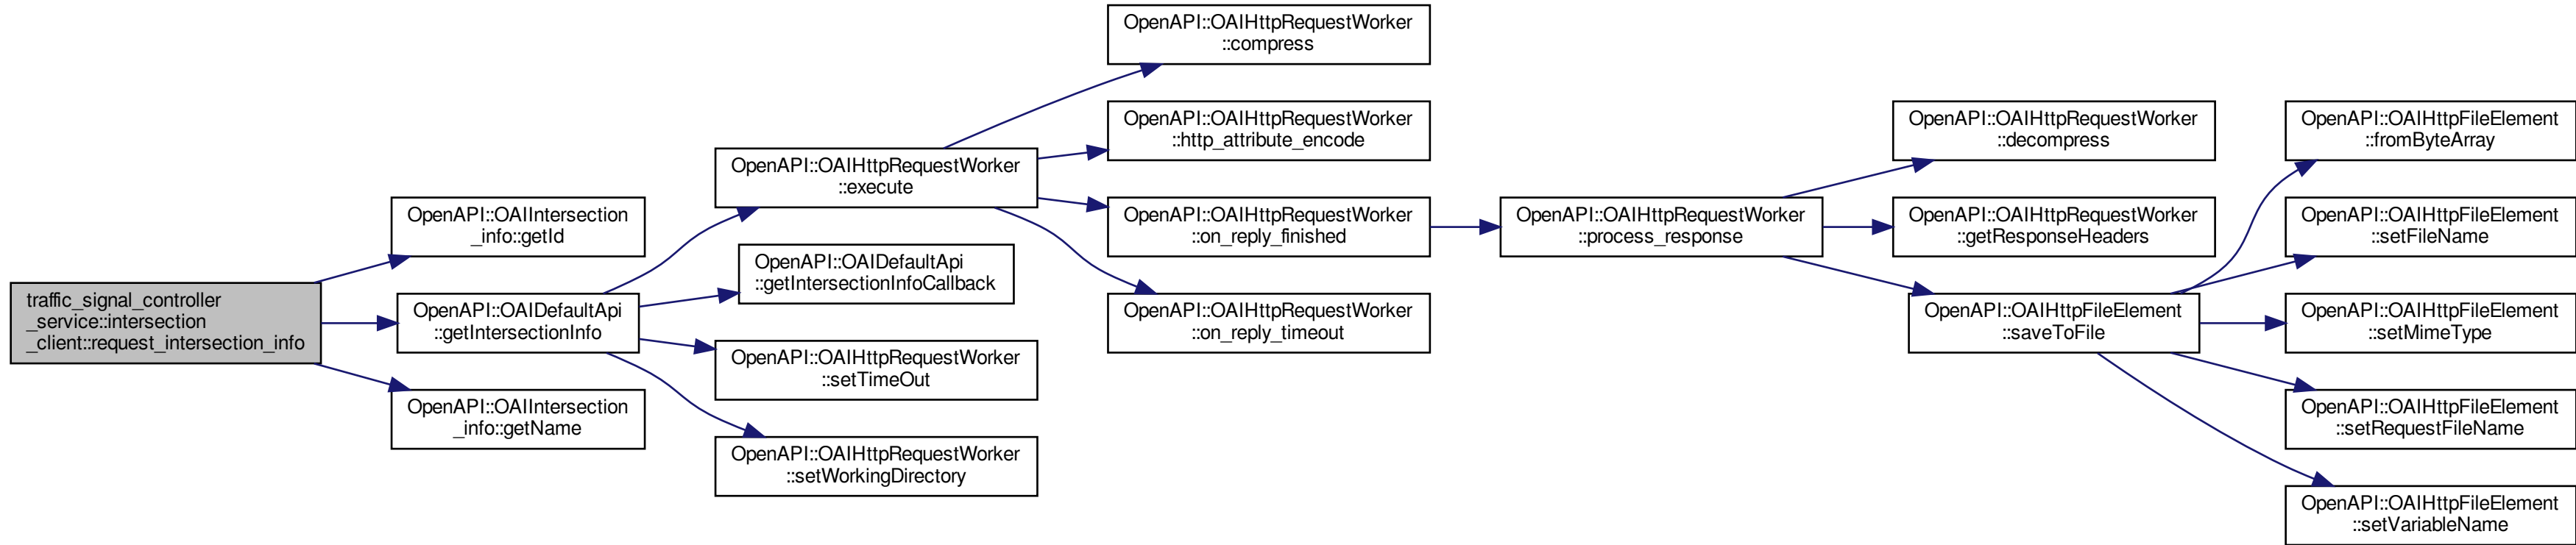 traffic_signal_controller
_service::intersection
_client::request_intersection_info
OpenAPI::OAIIntersection
_info::getId
OpenAPI::OAIDefaultApi
::getIntersectionInfo
OpenAPI::OAIIntersection
_info::getName
OpenAPI::OAIHttpRequestWorker
::execute
OpenAPI::OAIDefaultApi
::getIntersectionInfoCallback
OpenAPI::OAIHttpRequestWorker
::setTimeOut
OpenAPI::OAIHttpRequestWorker
::setWorkingDirectory
OpenAPI::OAIHttpRequestWorker
::compress
OpenAPI::OAIHttpRequestWorker
::http_attribute_encode
OpenAPI::OAIHttpRequestWorker
::on_reply_finished
OpenAPI::OAIHttpRequestWorker
::on_reply_timeout
OpenAPI::OAIHttpRequestWorker
::process_response
OpenAPI::OAIHttpRequestWorker
::decompress
OpenAPI::OAIHttpRequestWorker
::getResponseHeaders
OpenAPI::OAIHttpFileElement
::saveToFile
OpenAPI::OAIHttpFileElement
::fromByteArray
OpenAPI::OAIHttpFileElement
::setFileName
OpenAPI::OAIHttpFileElement
::setMimeType
OpenAPI::OAIHttpFileElement
::setRequestFileName
OpenAPI::OAIHttpFileElement
::setVariableName